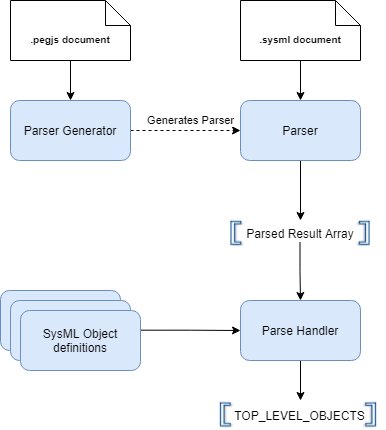 .pegjs document
.sysml document
Parser Generator
Generates Parser
Parser
Parsed Result Array
SysML Object
definitions
Parse Handler
TOP_LEVEL_OBJECTS